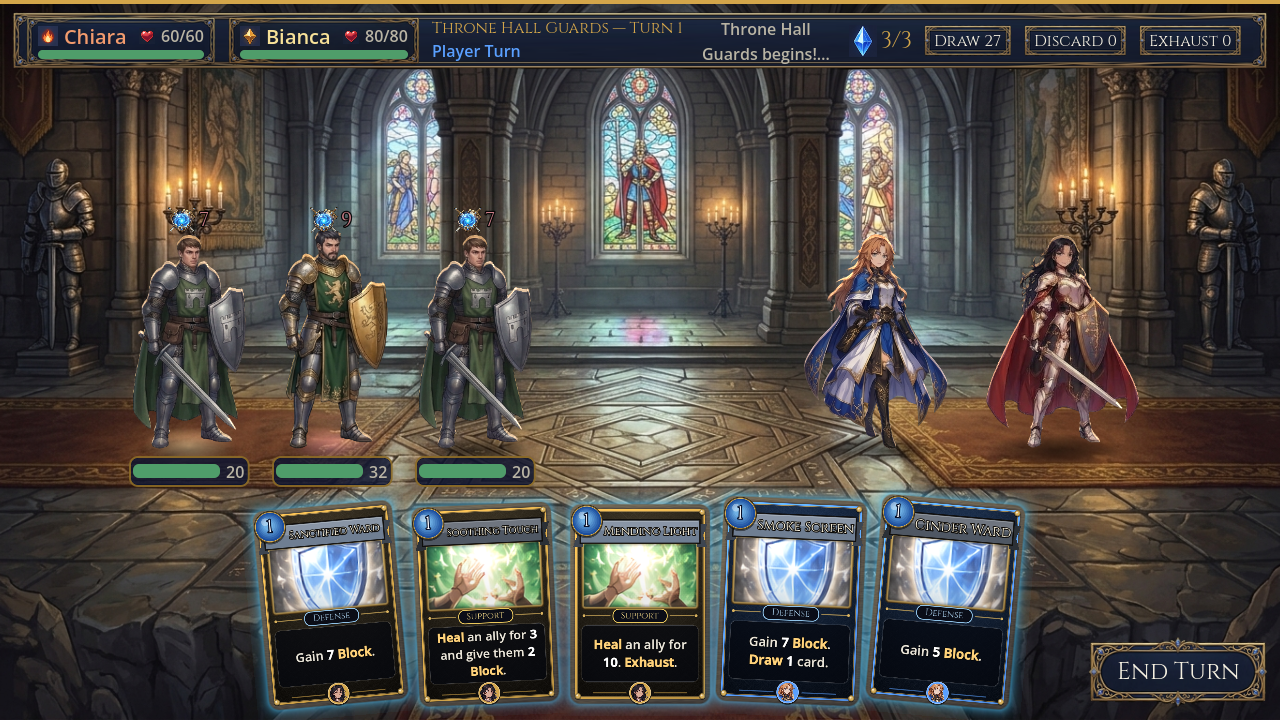 Chiara 60/60
Bianca 80/80
Throne Hall Guards — Turn 1
Player Turn
Throne Hall
Guards begins!...
3/3
Draw 27
Discard 0
Exhaust 0
7
9
7
20
32
20
1
Sanctified Ward
Defense
Gain 7 Block.
1
Soothing Touch
Support
Heal an ally for 3
and give them 2
Block.
1
Mending Light
Support
Heal an ally for
10. Exhaust.
1
Smoke Screen
Defense
Gain 7 Block.
Draw 1 card.
1
Cinder Ward
Defense
Gain 5 Block.
End Turn